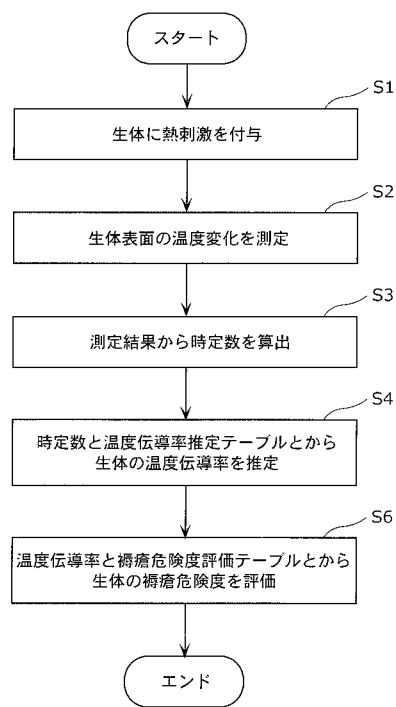 スタート
S1
生体に熱刺激を付与
S2
生体表面の温度変化を測定
S3
測定結果から時定数を算出
S4
時定数と温度伝導率推定テーブルとから
生体の温度伝導率を推定
S6
温度伝導率と褥瘡危険度評価テーブルとから
生体の褥瘡危険度を評価
エンド